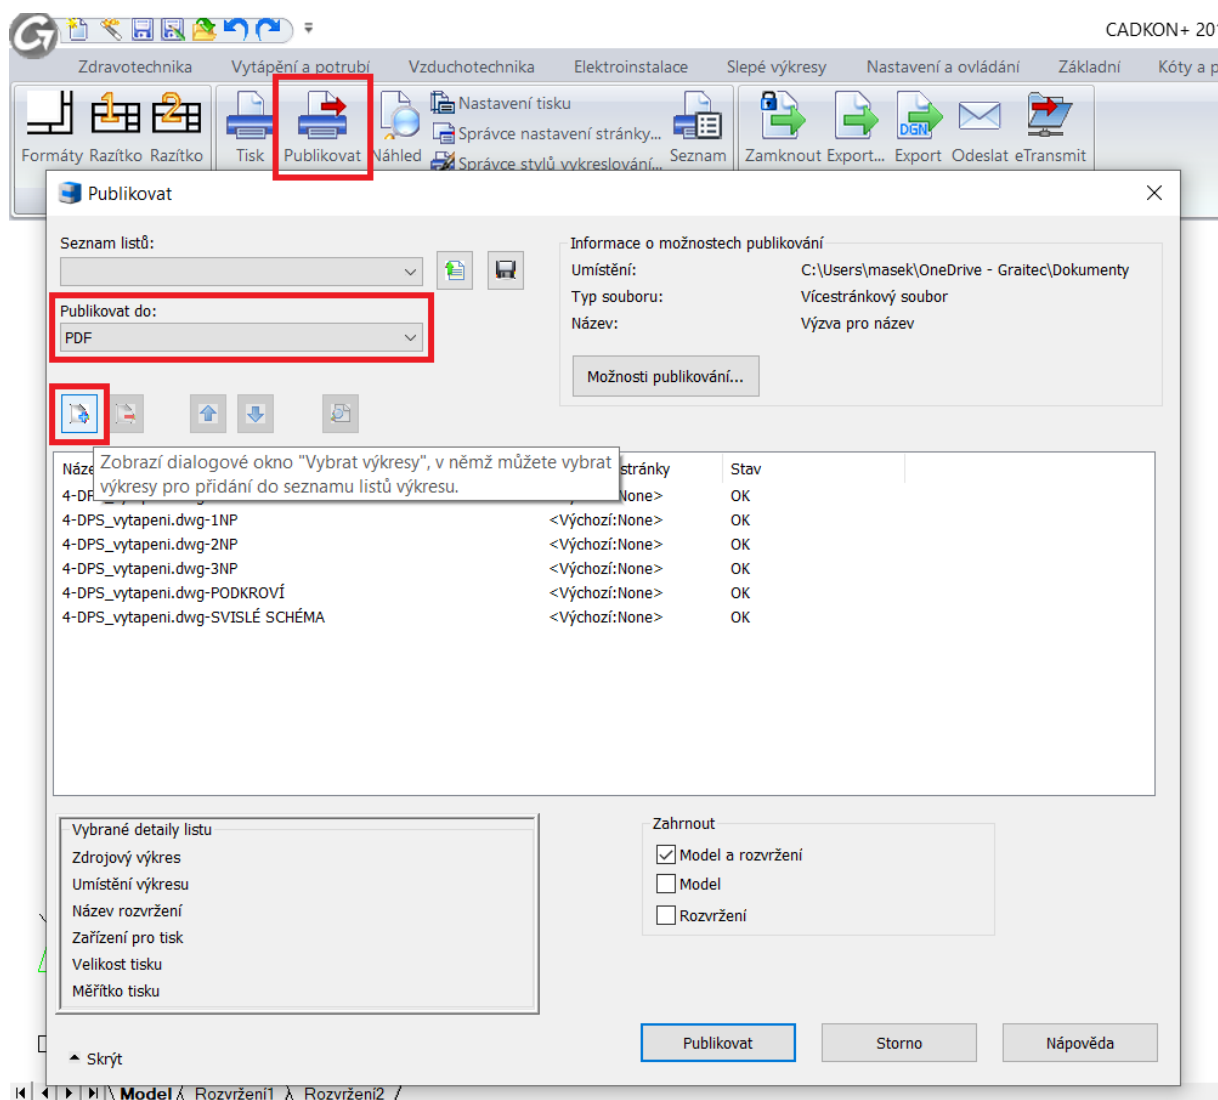 CADKON+ 201
Zdravotechnika Vytápění a potrubí Vzduchotechnika Elektroinstalace Slepé výkresy Nastavení a ovládání Základní Kóty a p
Nastavení tisku
Správce nastavení stránky...
Formáty Razítko Razítko Tisk Publikovat Náhled Správce stylů vykreslování... Seznam Zamknout Export... Export Odeslat eTransmit
DGN
Publikovat
Seznam listů:
Informace o možnostech publikování
Umístění: C:\Users\masek\OneDrive - Graitec\Dokumenty
Typ souboru: Vícestránkový soubor
Název: Výzva pro název
Publikovat do:
PDF
Možnosti publikování...
Zobrazí dialogové okno "Vybrat výkresy", v němž můžete vybrat
výkresy pro přidání do seznamu listů výkresu.
Náze stránky Stav
4-DP None> OK
4-DPS_vytapeni.dwg-1NP <Výchozí:None> OK
4-DPS_vytapeni.dwg-2NP <Výchozí:None> OK
4-DPS_vytapeni.dwg-3NP <Výchozí:None> OK
4-DPS_vytapeni.dwg-PODKROVÍ <Výchozí:None> OK
4-DPS_vytapeni.dwg-SVISLÉ SCHÉMA <Výchozí:None> OK
Vybrané detaily listu
Zdrojový výkres
Umístění výkresu
Název rozvržení
Zařízení pro tisk
Velikost tisku
Měřítko tisku
Zahrnout
Model a rozvržení
Model
Rozvržení
Skrýt
Publikovat Storno Nápověda
Model Rozvržení1 Rozvržení2